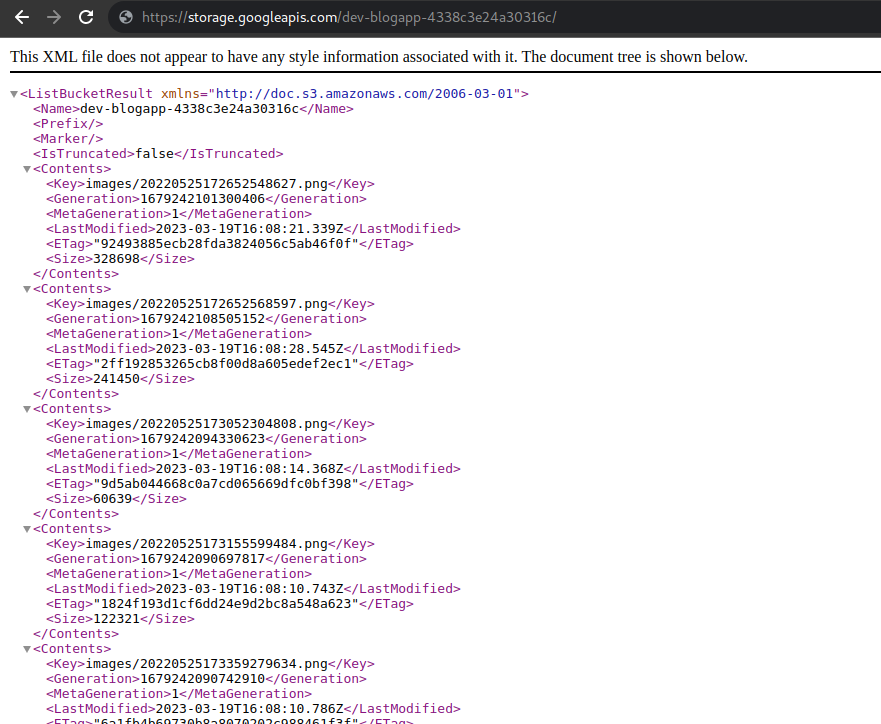 https://storage.googleapis.com/dev-blogapp-4338c3e24a30316c/
This XML file does not appear to have any style information associated with it. The document tree is shown below.
▼<ListBucketResult xmlns="http://doc.s3.amazonaws.com/2006-03-01">
<Name>dev-blogapp-4338c3e24a30316c</Name>
<Prefix/>
<Marker/>
<IsTruncated>false</IsTruncated>
▼<Contents>
<Key>images/20220525172652548627.png</Key>
<Generation>1679242101300406</Generation>
<MetaGeneration>1</MetaGeneration>
<LastModified>2023-03-19T16:08:21.339Z</LastModified>
<ETag>"92493885ecb28fda3824056c5ab46f0f"</ETag>
<Size>328698</Size>
</Contents>
▼<Contents>
<Key>images/20220525172652568597.png</Key>
<Generation>1679242108505152</Generation>
<MetaGeneration>1</MetaGeneration>
<LastModified>2023-03-19T16:08:28.545Z</LastModified>
<ETag>"2ff192853265cb8f00d8a605edef2ec1"</ETag>
<Size>241450</Size>
</Contents>
▼<Contents>
<Key>images/20220525173052304808.png</Key>
<Generation>1679242094330623</Generation>
<MetaGeneration>1</MetaGeneration>
<LastModified>2023-03-19T16:08:14.368Z</LastModified>
<ETag>"9d5ab044668c0a7cd065669dfc0bf398"</ETag>
<Size>60639</Size>
</Contents>
▼<Contents>
<Key>images/20220525173155599484.png</Key>
<Generation>1679242090697817</Generation>
<MetaGeneration>1</MetaGeneration>
<LastModified>2023-03-19T16:08:10.743Z</LastModified>
<ETag>"1824f193d1cf6dd24e9d2bc8a548a623"</ETag>
<Size>122321</Size>
</Contents>
▼<Contents>
<Key>images/20220525173359279634.png</Key>
<Generation>1679242090742910</Generation>
<MetaGeneration>1</MetaGeneration>
<LastModified>2023-03-19T16:08:10.786Z</LastModified>